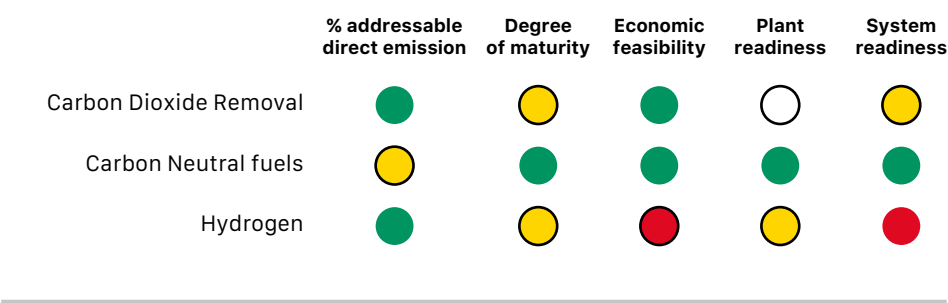 % addressable
direct emission
Degree
of maturity
Economic
feasibility
Plant
readiness
System
readiness
Carbon Dioxide Removal
Carbon Neutral fuels
Hydrogen